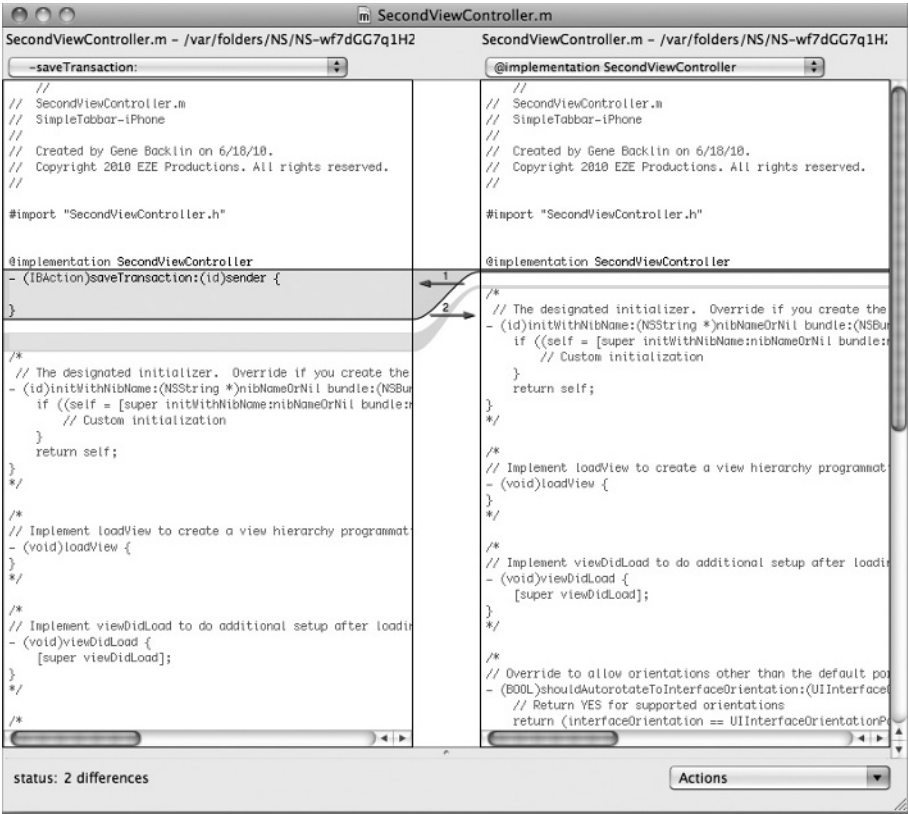 SecondViewController.m
SecondViewController.m – /var/folders/NS/NS-wf7dGG7q1H2
-saveTransaction:
//
// SecondViewController.m
// SimpleTabbar-iPhone
//
// Created by Gene Backlin on 6/18/10.
// Copyright 2010 EZE Productions. All rights reserved.
//
#import "SecondViewController.h"
@implementation SecondViewController
- (IBAction)saveTransaction:(id)sender {
}
/*
// The designated initializer.  Override if you create the
- (id)initWithNibName:(NSString *)nibNameOrNil bundle:(NSBun
if ((self = [super initWithNibName:nibNameOrNil bundle:n
// Custom initialization
}
return self;
}
*/
/*
// Implement loadView to create a view hierarchy programmat
- (void)loadView {
}
*/
/*
// Implement viewDidLoad to do additional setup after loadin
- (void)viewDidLoad {
[super viewDidLoad];
}
*/
/*
1
2
SecondViewController.m – /var/folders/NS/NS-wf7dGG7q1H
@implementation SecondViewController
//
// SecondViewController.m
// SimpleTabbar-iPhone
//
// Created by Gene Backlin on 6/18/10.
// Copyright 2010 EZE Productions. All rights reserved.
//
#import "SecondViewController.h"
@implementation SecondViewController
/*
// The designated initializer.  Override if you create the
- (id)initWithNibName:(NSString *)nibNameOrNil bundle:(NSBun
if ((self = [super initWithNibName:nibNameOrNil bundle:n
// Custom initialization
}
return self;
}
*/
/*
// Implement loadView to create a view hierarchy programmat
- (void)loadView {
}
*/
/*
// Implement viewDidLoad to do additional setup after loadin
- (void)viewDidLoad {
[super viewDidLoad];
}
*/
/*
// Override to allow orientations other than the default por
- (BOOL)shouldAutorotateToInterfaceOrientation:(UIInterfaceO
// Return YES for supported orientations
return (interfaceOrientation == UIInterfaceOrientationPo
status: 2 differences
Actions